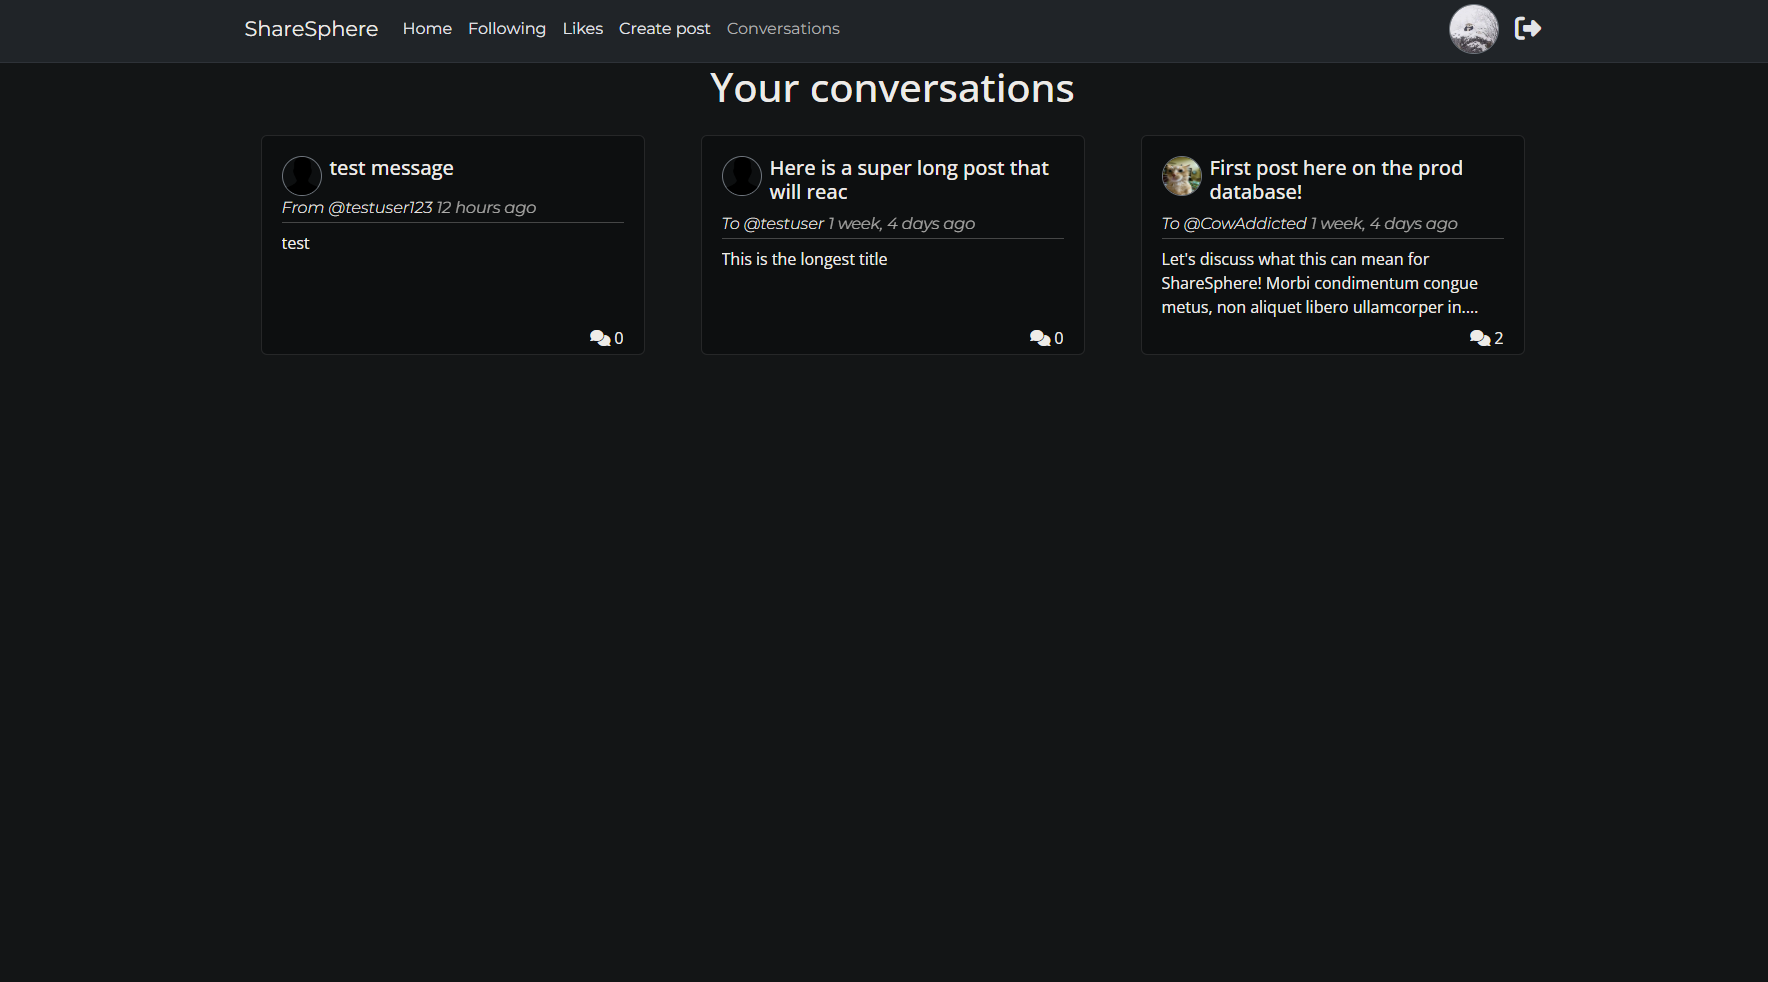 ShareSphere Home Following Likes Create post Conversations
Your conversations
test message
From @testuser123 12 hours ago
test
0
Here is a super long post that
will reac
To @testuser 1 week, 4 days ago
This is the longest title
0
First post here on the prod
database!
To @CowAddicted 1 week, 4 days ago
Let's discuss what this can mean for
ShareSphere! Morbi condimentum congue
metus, non aliquet libero ullamcorper in....
2